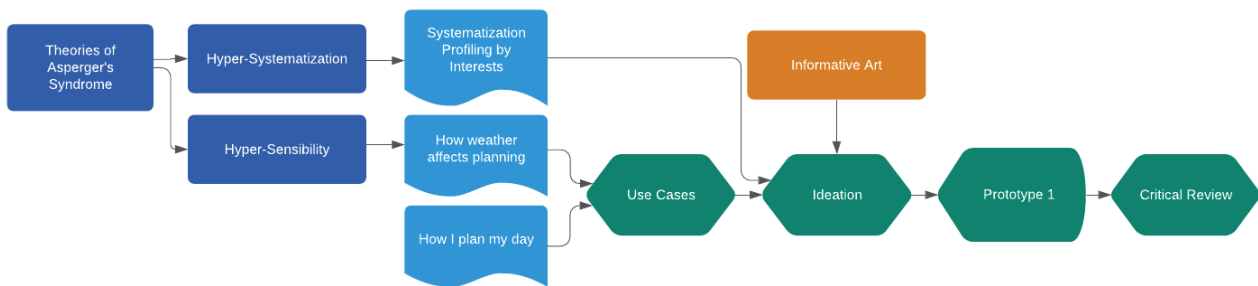 Theories of
Asperger's
Syndrome
Hyper-Systematization
Systematization
Profiling by
Interests
Informative Art
Hyper-Sensibility
How weather
affects planning
Use Cases
Ideation
Prototype 1
Critical Review
How I plan my day